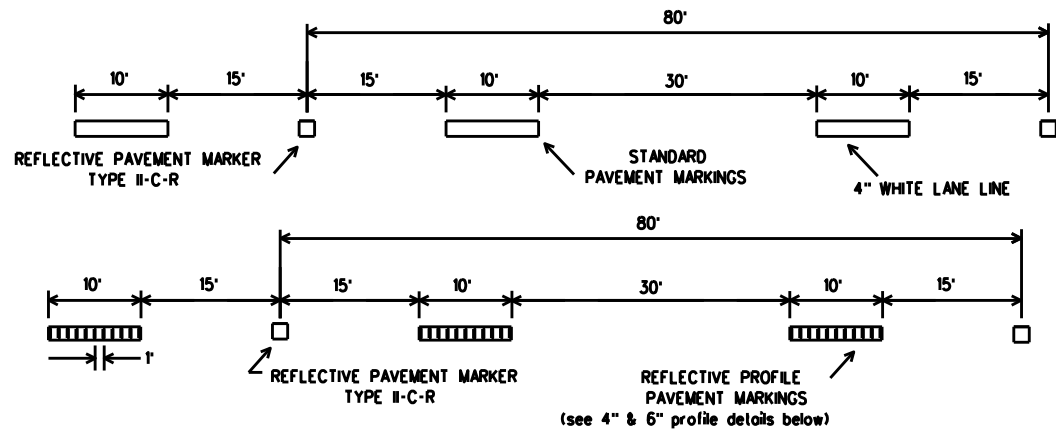 80'
10' 15' 15' 10' 30' 10' 15'
REFLECTIVE PAVEMENT MARKER
TYPE II-C-R
STANDARD
PAVEMENT MARKINGS
4" WHITE LANE LINE
80'
10' 15' 15' 10' 30' 10' 15'
1'
REFLECTIVE PAVEMENT MARKER
TYPE II-C-R
REFLECTIVE PROFILE
PAVEMENT MARKINGS
(see 4" & 6" profile details below)